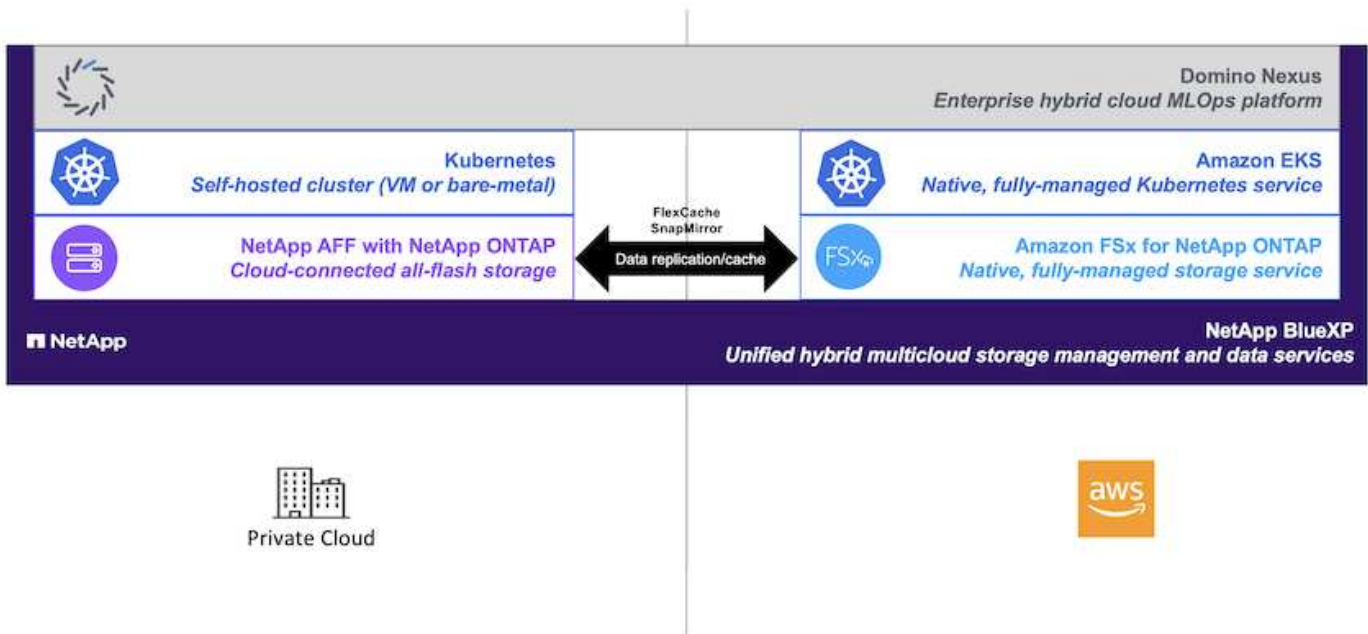 Domino Nexus
Enterprise hybrid cloud MLOps platform
Kubernetes
Self-hosted cluster (VM or bare-metal)
Amazon EKS
Native, fully-managed Kubernetes service
FlexCache
SnapMirror
Data replication/cache
NetApp AFF with NetApp ONTAP
Cloud-connected all-flash storage
FSx
Amazon FSx for NetApp ONTAP
Native, fully-managed storage service
NetApp
NetApp BlueXP
Unified hybrid multicloud storage management and data services
Private Cloud
aws